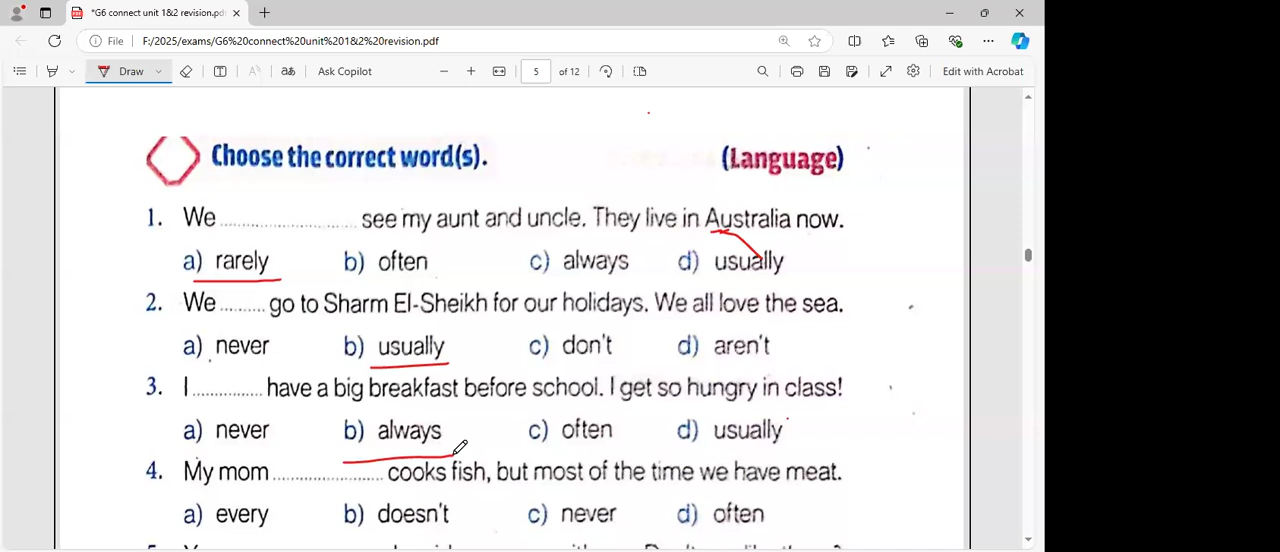 *G6 connect unit 1&2 revision.pdf
File F:/2025/exams/G6%20connect%20unit%201&2%20revision.pdf
Draw Ask Copilot 5 of 12 Edit with Acrobat
Choose the correct word(s). (Language)
1. We .......................... see my aunt and uncle. They live in Australia now.
a) rarely b) often c) always d) usually
2. We ......... go to Sharm El-Sheikh for our holidays. We all love the sea.
a) never b) usually c) don't d) aren't
3. I .............. have a big breakfast before school. I get so hungry in class!
a) never b) always c) often d) usually
4. My mom ..................... cooks fish, but most of the time we have meat.
a) every b) doesn't c) never d) often